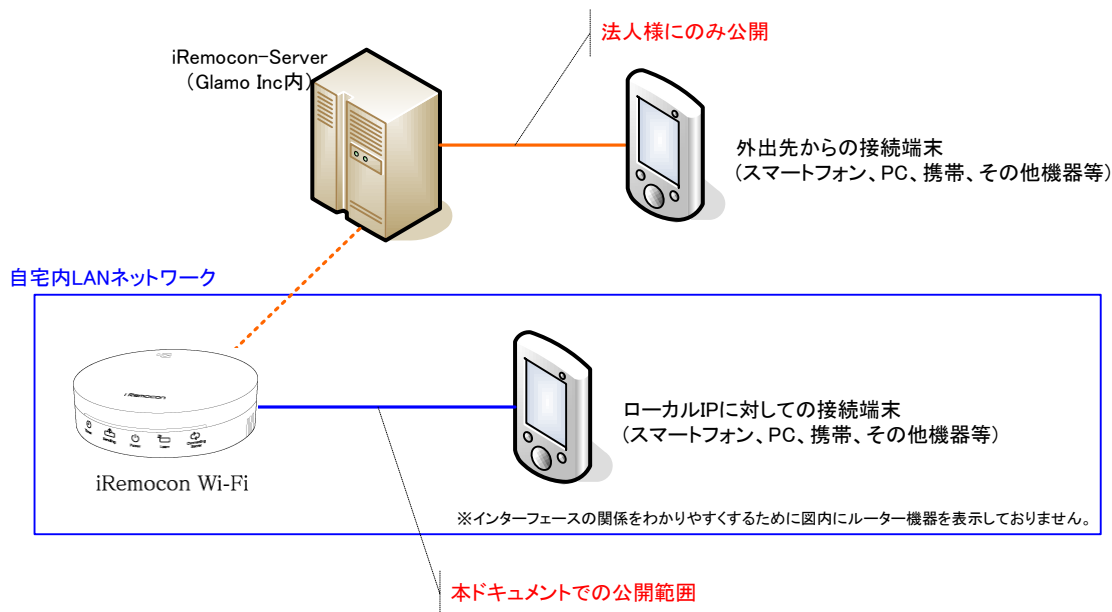 法人様にのみ公開
iRemocon-Server
(Glamo Inc内)
外出先からの接続端末
(スマートフォン、PC、携帯、その他機器等)
自宅内LANネットワーク
iRemocon
Timer
Power
Learn
ローカルIPに対しての接続端末
(スマートフォン、PC、携帯、その他機器等)
iRemocon Wi-Fi
※インターフェースの関係をわかりやすくするために図内にルーター機器を表示しておりません。
本ドキュメントでの公開範囲